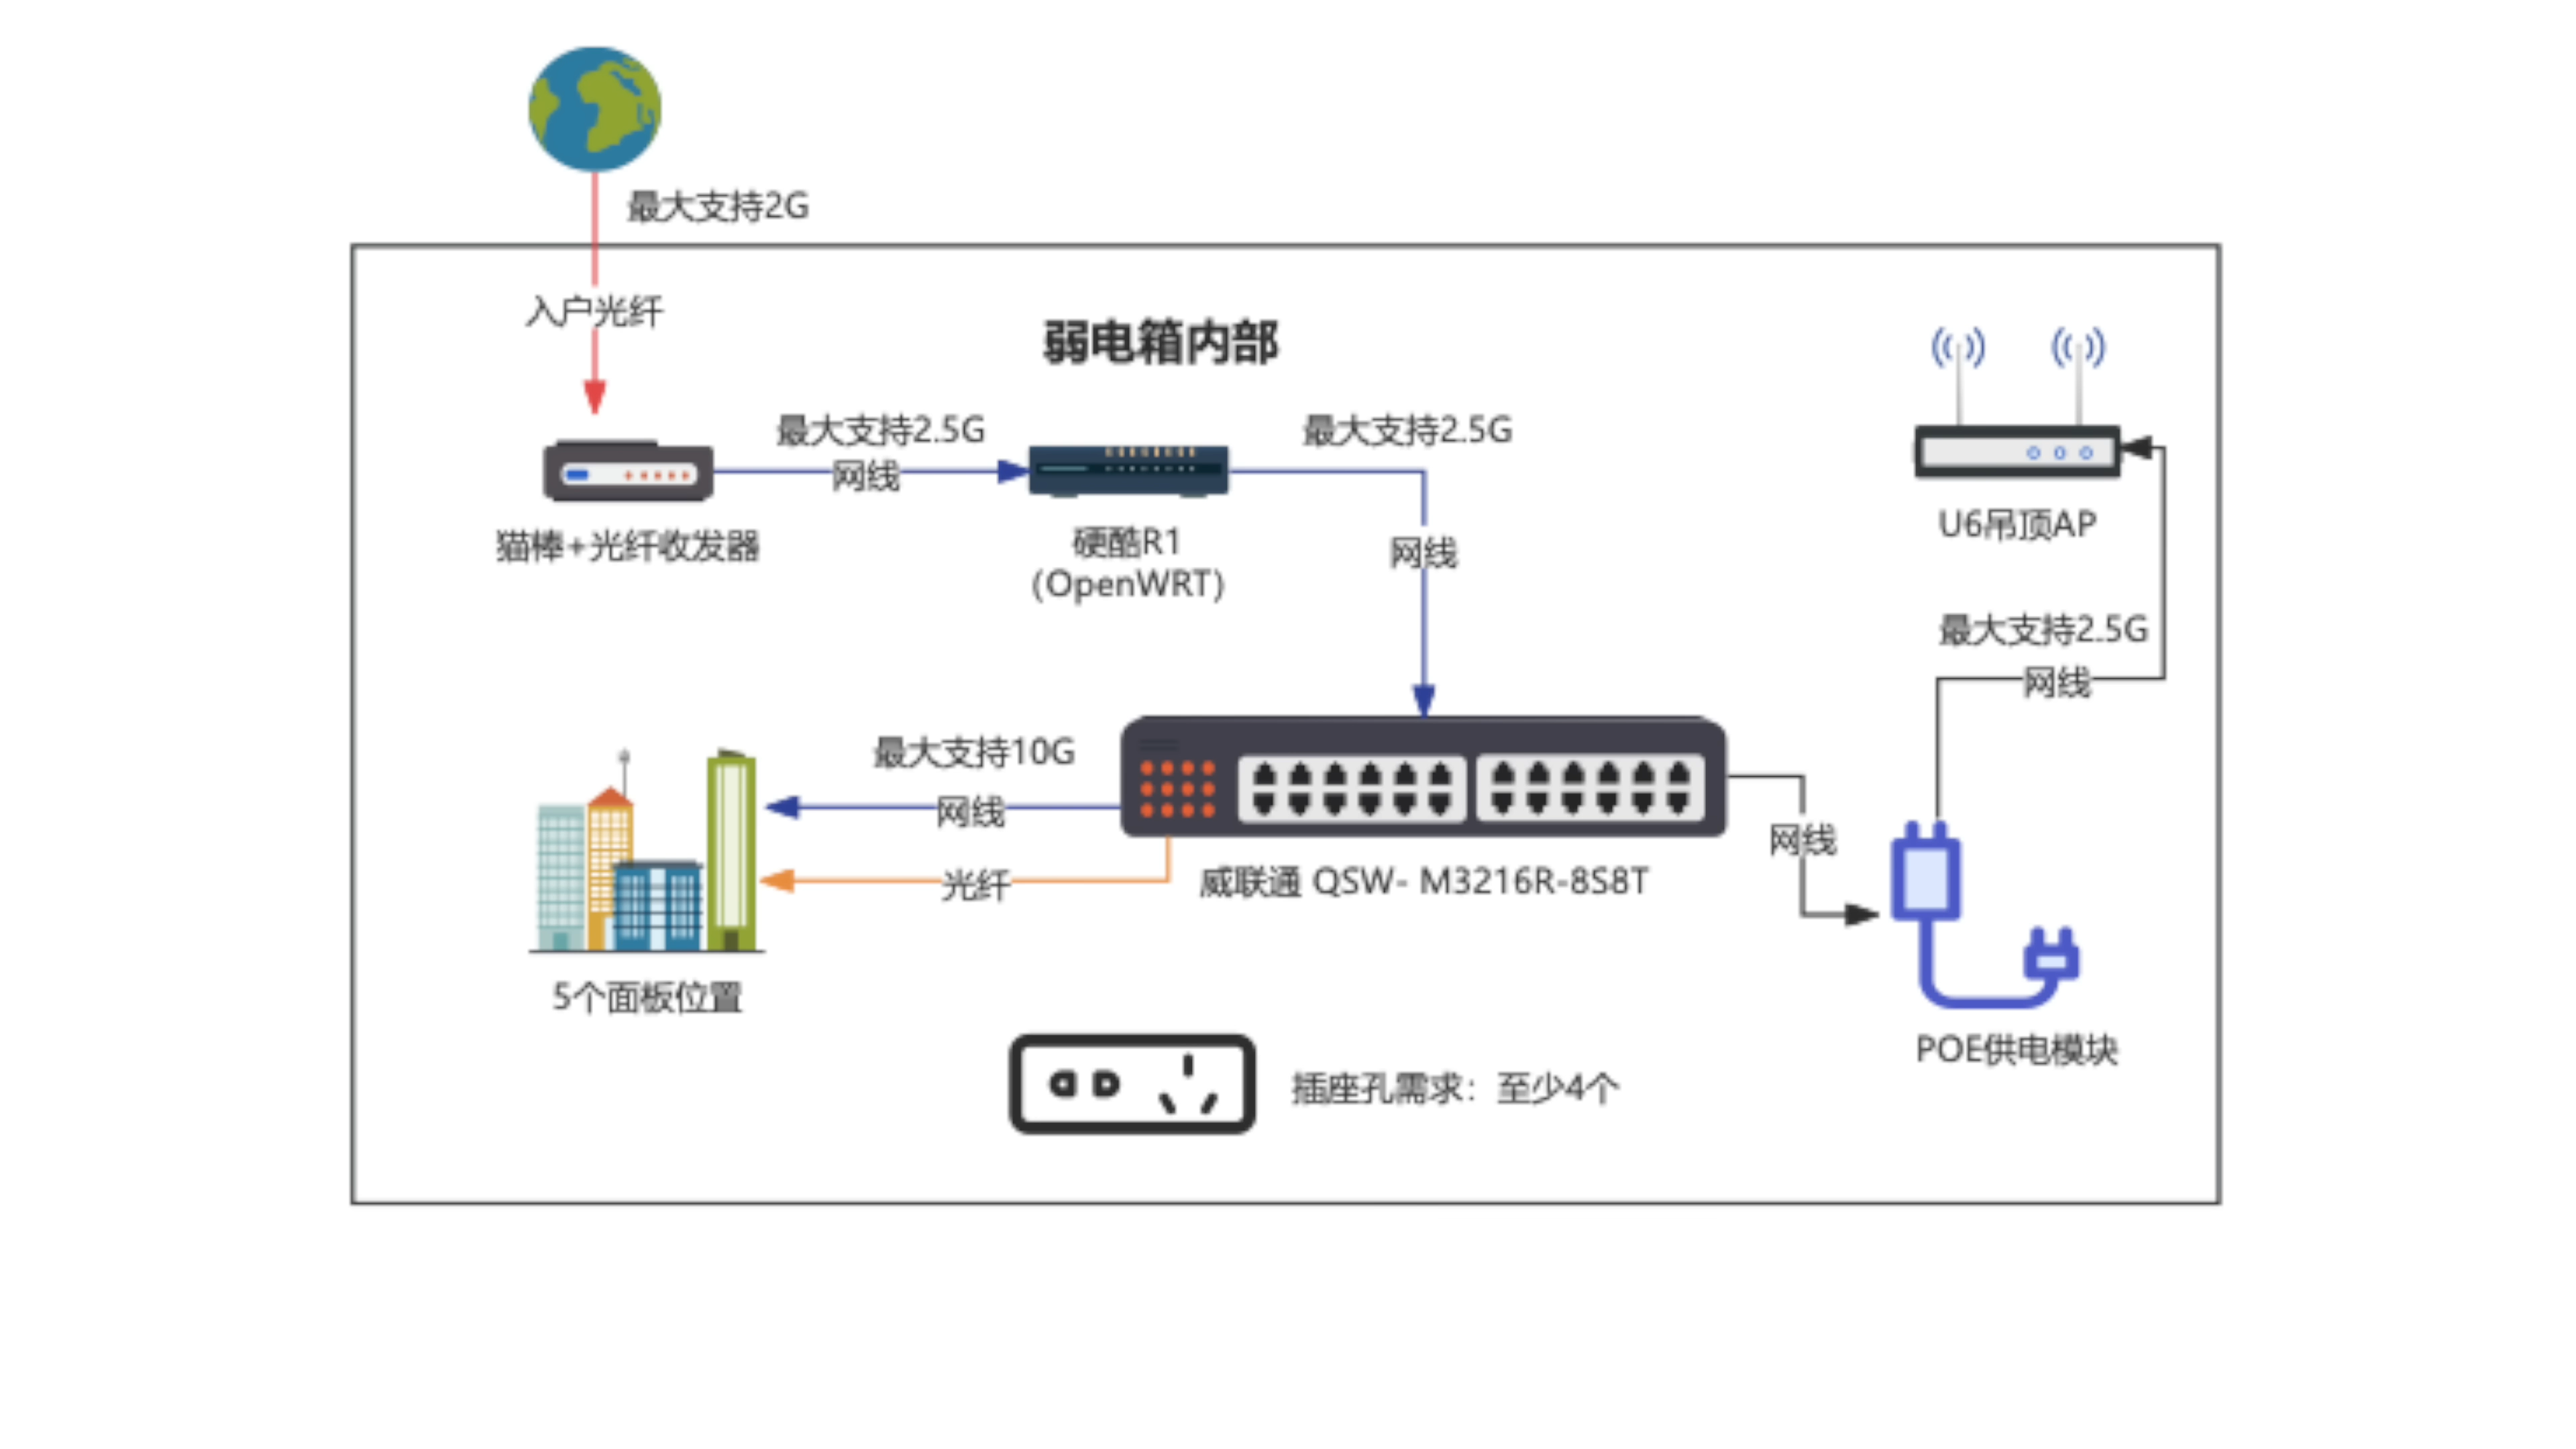 最大支持2G
入户光纤
弱电箱内部
最大支持2.5G
网线
猫棒+光纤收发器
硬酷R1
(OpenWRT)
最大支持2.5G
网线
U6吊顶AP
最大支持2.5G
网线
最大支持10G
网线
光纤
威联通 QSW- M3216R-8S8T
网线
5个面板位置
POE供电模块
插座孔需求：至少4个